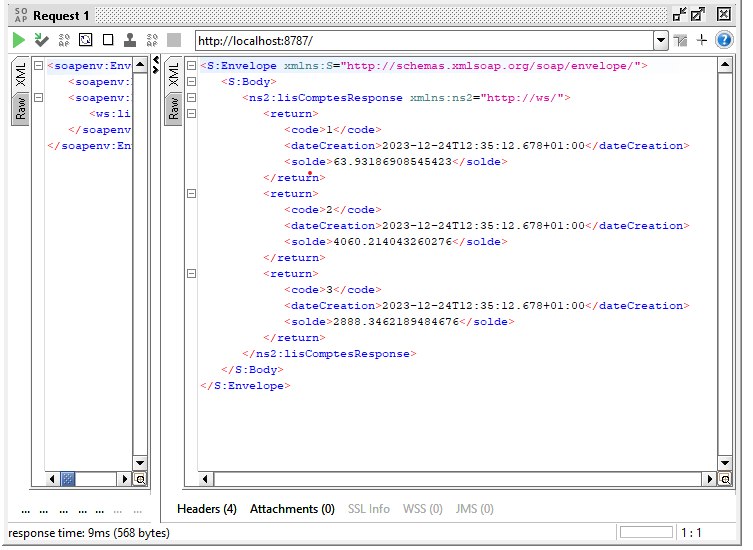 SO
AP Request 1
SO
AP
SO
AP
http://localhost:8787/
?
XML
Raw
<soapenv:Env
<soapenv:
<soapenv:
<ws:li
</soapenv
</soapenv:En
XML
Raw
<S:Envelope xmlns:S="http://schemas.xmlsoap.org/soap/envelope/">
<S:Body>
<ns2:lisComptesResponse xmlns:ns2="http://ws/">
<return>
<code>1</code>
<dateCreation>2023-12-24T12:35:12.678+01:00</dateCreation>
<solde>63.93186908545423</solde>
</return>
<return>
<code>2</code>
<dateCreation>2023-12-24T12:35:12.678+01:00</dateCreation>
<solde>4060.214043260276</solde>
</return>
<return>
<code>3</code>
<dateCreation>2023-12-24T12:35:12.678+01:00</dateCreation>
<solde>2888.3462189484676</solde>
</return>
</ns2:lisComptesResponse>
</S:Body>
</S:Envelope>
... ... ... ... ... ... ...
Headers (4) Attachments (0) SSL Info WSS (0) JMS (0)
response time: 9ms (568 bytes)
1 : 1